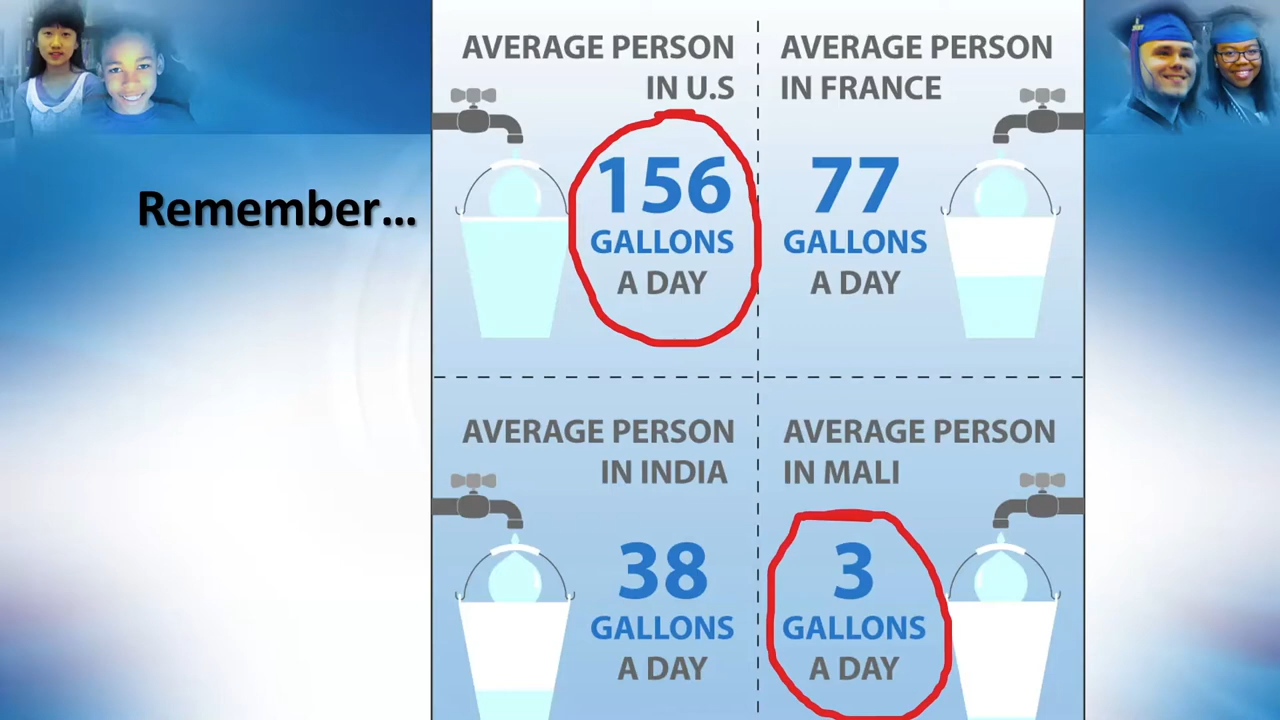 Remember...
AVERAGE PERSON
IN U.S
156
GALLONS
A DAY
AVERAGE PERSON
IN FRANCE
77
GALLONS
A DAY
AVERAGE PERSON
IN INDIA
38
GALLONS
A DAY
AVERAGE PERSON
IN MALI
3
GALLONS
A DAY